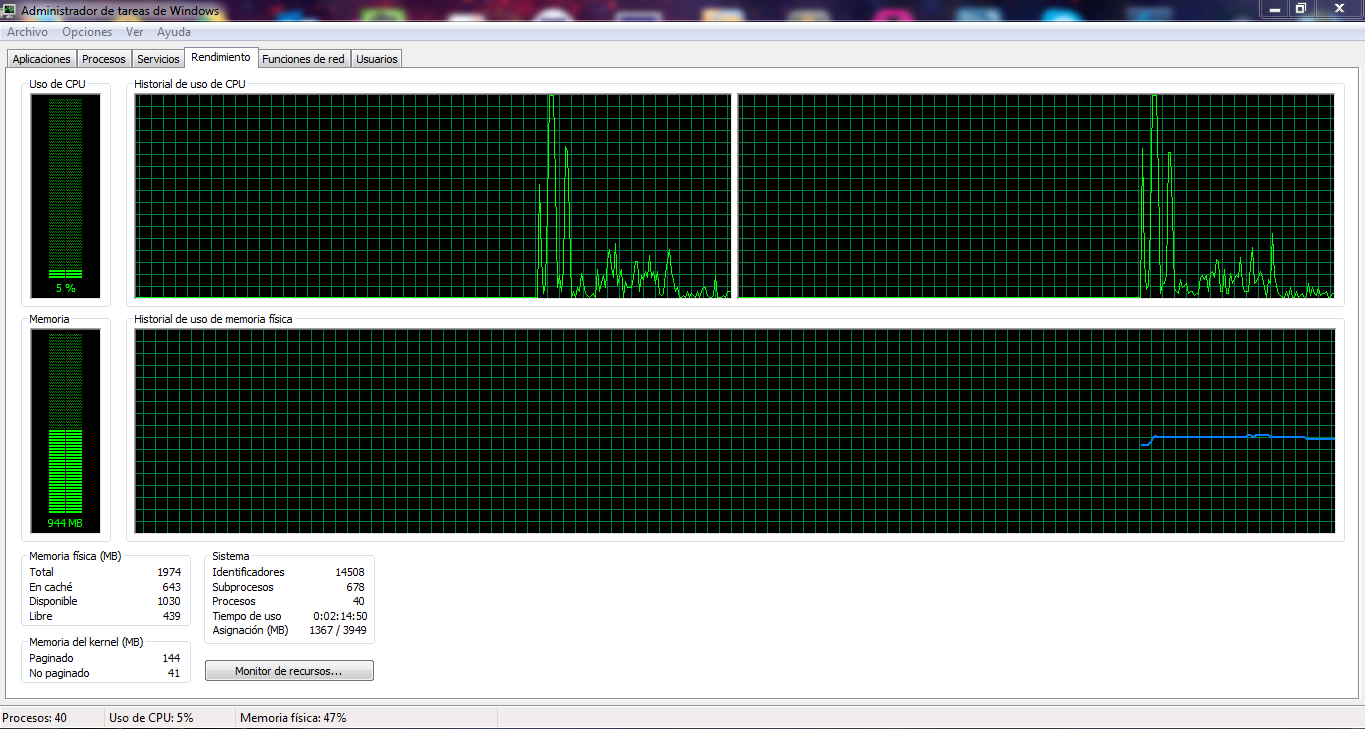 Administrador de tareas de Windows
Archivo Opciones Ver Ayuda
Aplicaciones Procesos Servicios Rendimiento Funciones de red Usuarios
Uso de CPU Historial de uso de CPU
5 %
Memoria Historial de uso de memoria física
944 MB
Memoria física (MB) Sistema
Total 1974 Identificadores 14508
En caché 643 Subprocesos 678
Disponible 1030 Procesos 40
Libre 439 Tiempo de uso 0:02:14:50
Asignación (MB) 1367 / 3949
Memoria del kernel (MB)
Paginado 144
No paginado 41
Monitor de recursos...
Procesos: 40 Uso de CPU: 5% Memoria física: 47%